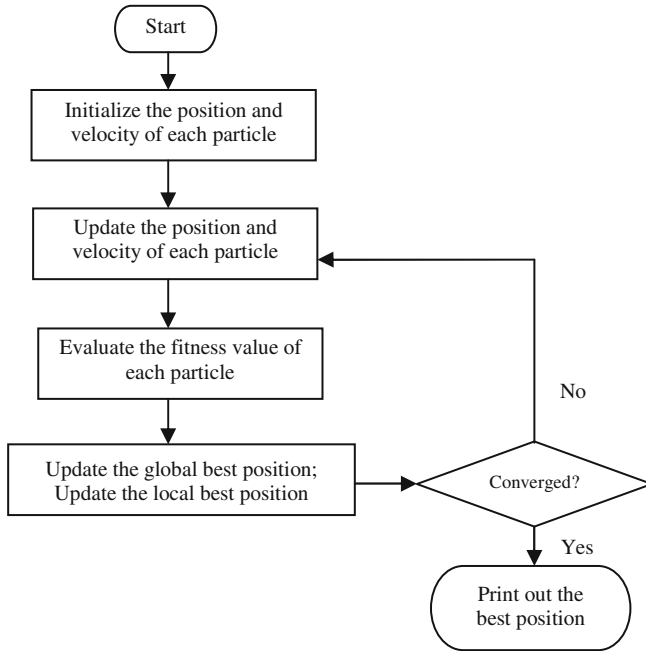 Start
Initialize the position and
velocity of each particle
Update the position and
velocity of each particle
Evaluate the fitness value of
each particle
Update the global best position;
Update the local best position
No
Converged?
Yes
Print out the
best position